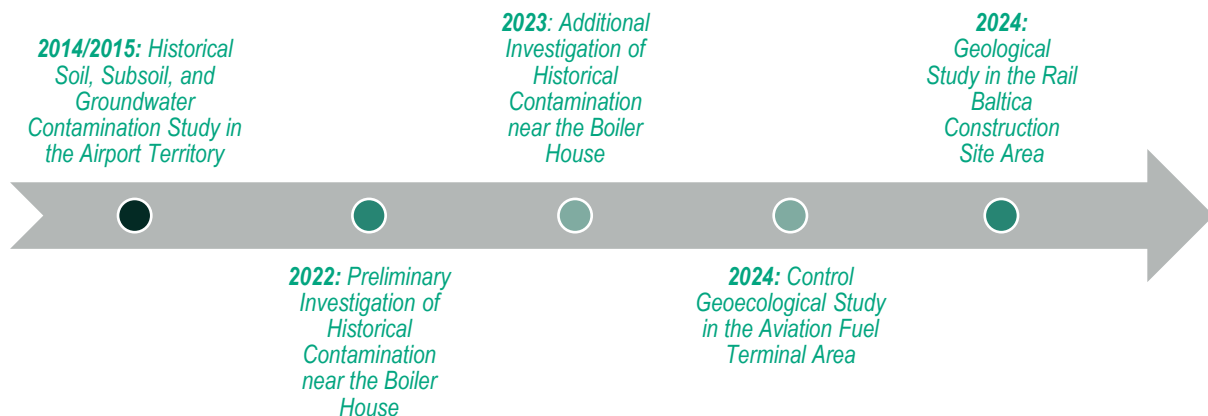 2014/2015: Historical
Soil, Subsoil, and
Groundwater
Contamination Study in
the Airport Territory
2022: Preliminary
Investigation of
Historical
Contamination
near the Boiler
House
2023: Additional
Investigation of
Historical
Contamination
near the Boiler
House
2024: Control
Geoecological Study
in the Aviation Fuel
Terminal Area
2024:
Geological
Study in the Rail
Baltica
Construction
Site Area